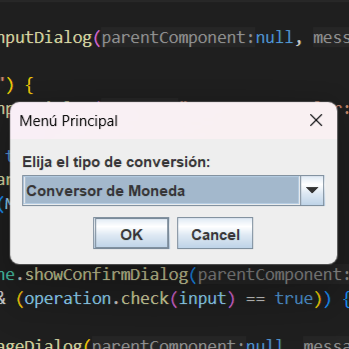 nputDialog(parentComponent:null, mess
") {
Menú Principal
Elija el tipo de conversión:
Conversor de Moneda
OK
Cancel
ne.showConfirmDialog(parentComponent:
& (operation.check(input) == true)) {
ageDialog(parentComponent:null, messa